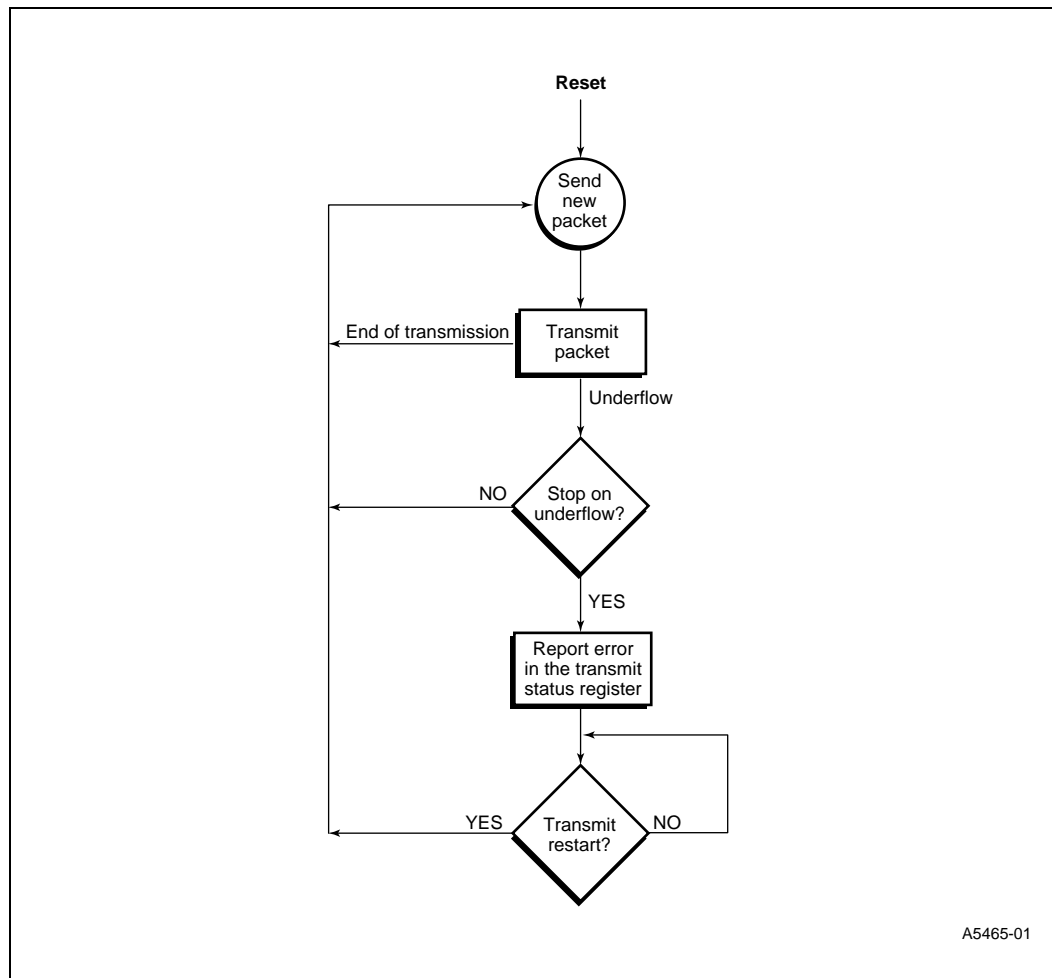 Reset
Send
new
packet
End of transmission
Transmit
packet
Underflow
NO
Stop on
underflow?
YES
Report error
in the transmit
status register
YES
Transmit
restart?
NO
A5465-01